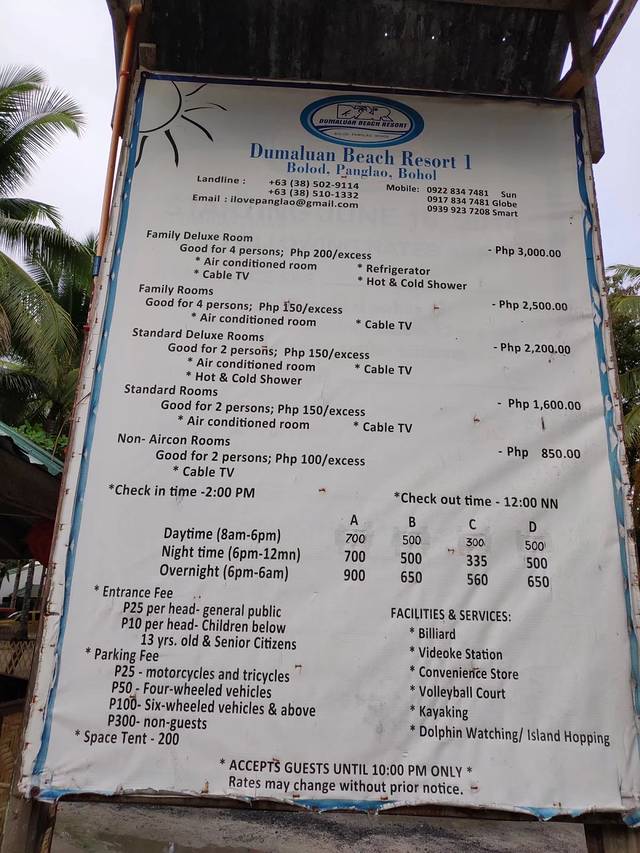 DUMALUAN BEACH RESORT
Dumaluan Beach Resort 1
Bolod, Panglao, Bohol
Landline : +63 (38) 502-9114
+63 (38) 510-1332
Email : ilovepanglao@gmail.com
Mobile: 0922 834 7481 Sun
0917 834 7481 Globe
0939 923 7208 Smart
Family Deluxe Room - Php 3,000.00
Good for 4 persons; Php 200/excess
* Air conditioned room * Refrigerator
* Cable TV * Hot & Cold Shower
Family Rooms - Php 2,500.00
Good for 4 persons; Php 150/excess
* Air conditioned room * Cable TV
Standard Deluxe Rooms - Php 2,200.00
Good for 2 persons; Php 150/excess
* Air conditioned room * Cable TV
* Hot & Cold Shower
Standard Rooms - Php 1,600.00
Good for 2 persons; Php 150/excess
* Air conditioned room * Cable TV
Non- Aircon Rooms - Php 850.00
Good for 2 persons; Php 100/excess
* Cable TV
*Check in time -2:00 PM *Check out time - 12:00 NN
A B C D
Daytime (8am-6pm) 700 500 300 500
Night time (6pm-12mn) 700 500 335 500
Overnight (6pm-6am) 900 650 560 650
* Entrance Fee
P25 per head- general public
P10 per head- Children below
13 yrs. old & Senior Citizens
* Parking Fee
P25 - motorcycles and tricycles
P50 - Four-wheeled vehicles
P100- Six-wheeled vehicles & above
P300- non-guests
* Space Tent - 200
FACILITIES & SERVICES:
* Billiard
* Videoke Station
* Convenience Store
* Volleyball Court
* Kayaking
* Dolphin Watching/ Island Hopping
* ACCEPTS GUESTS UNTIL 10:00 PM ONLY *
Rates may change without prior notice.